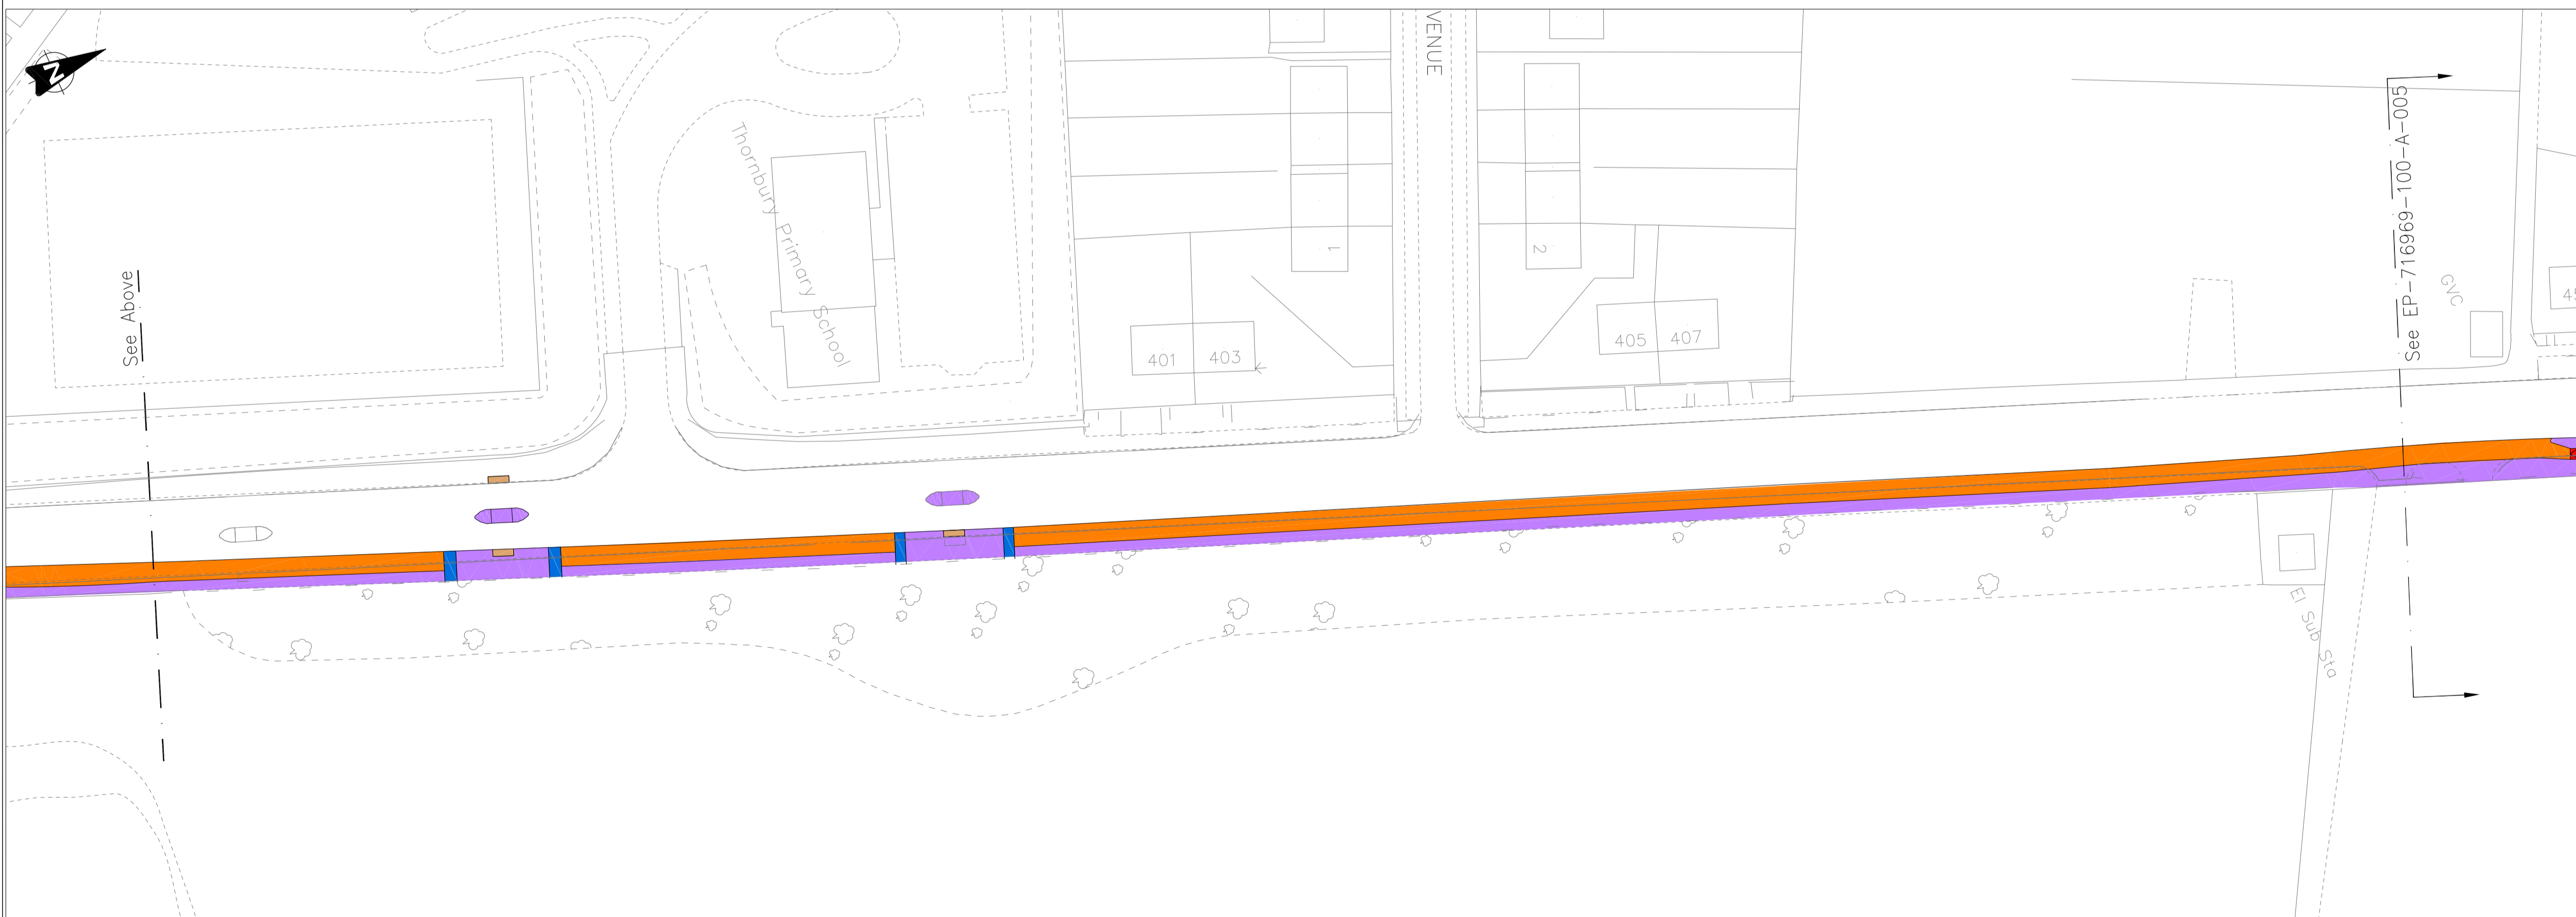 N
VENUE
See Above
Thornbury Primary School
1
2
401
403
405
407
See EP-716969-100-A-005
GVC
45
El Sub Sta